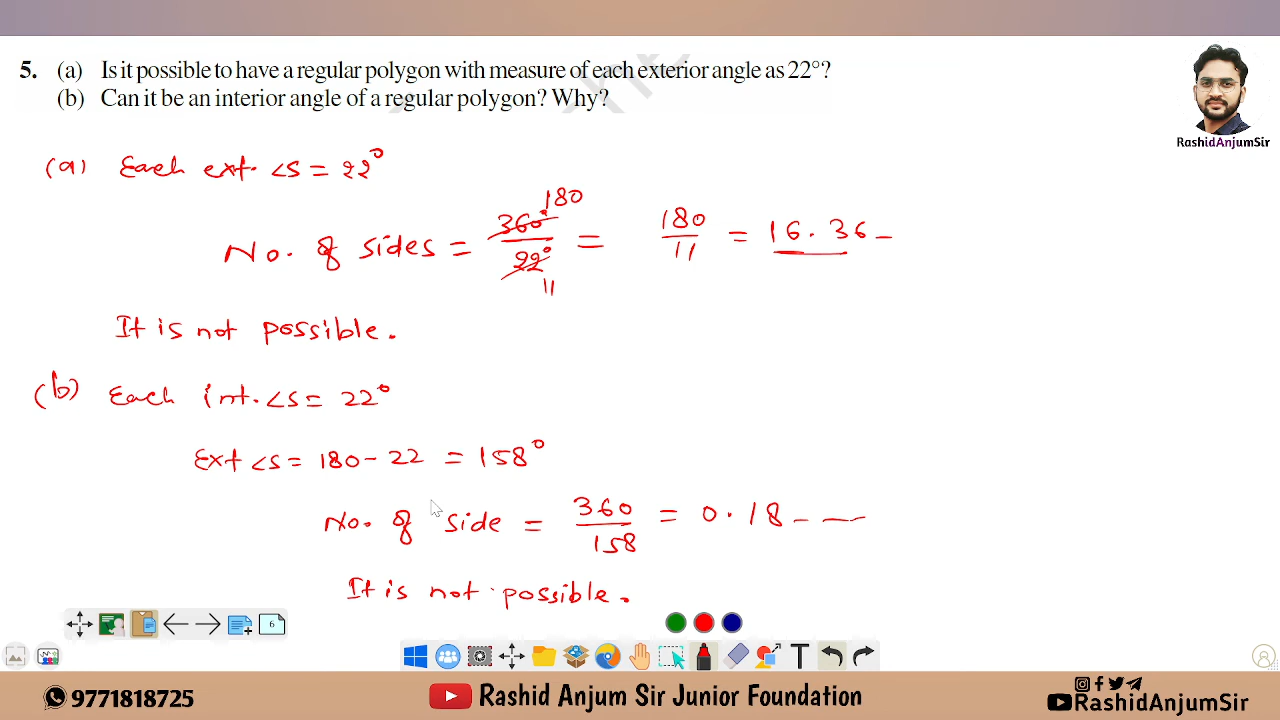 5. (a) Is it possible to have a regular polygon with measure of each exterior angle as 22°?
(b) Can it be an interior angle of a regular polygon? Why?
RashidAnjumSir
(a) Each ext. ∠s = 22°
No. of sides = 360°/22° = 180/11 = 16.36 –
180
11
It is not possible.
(b) Each int. ∠s = 22°
Ext ∠s = 180 – 22 = 158°
No. of side = 360/158 = 0.18 – —
It is not possible.
6
T
9771818725
Rashid Anjum Sir Junior Foundation
RashidAnjumSir